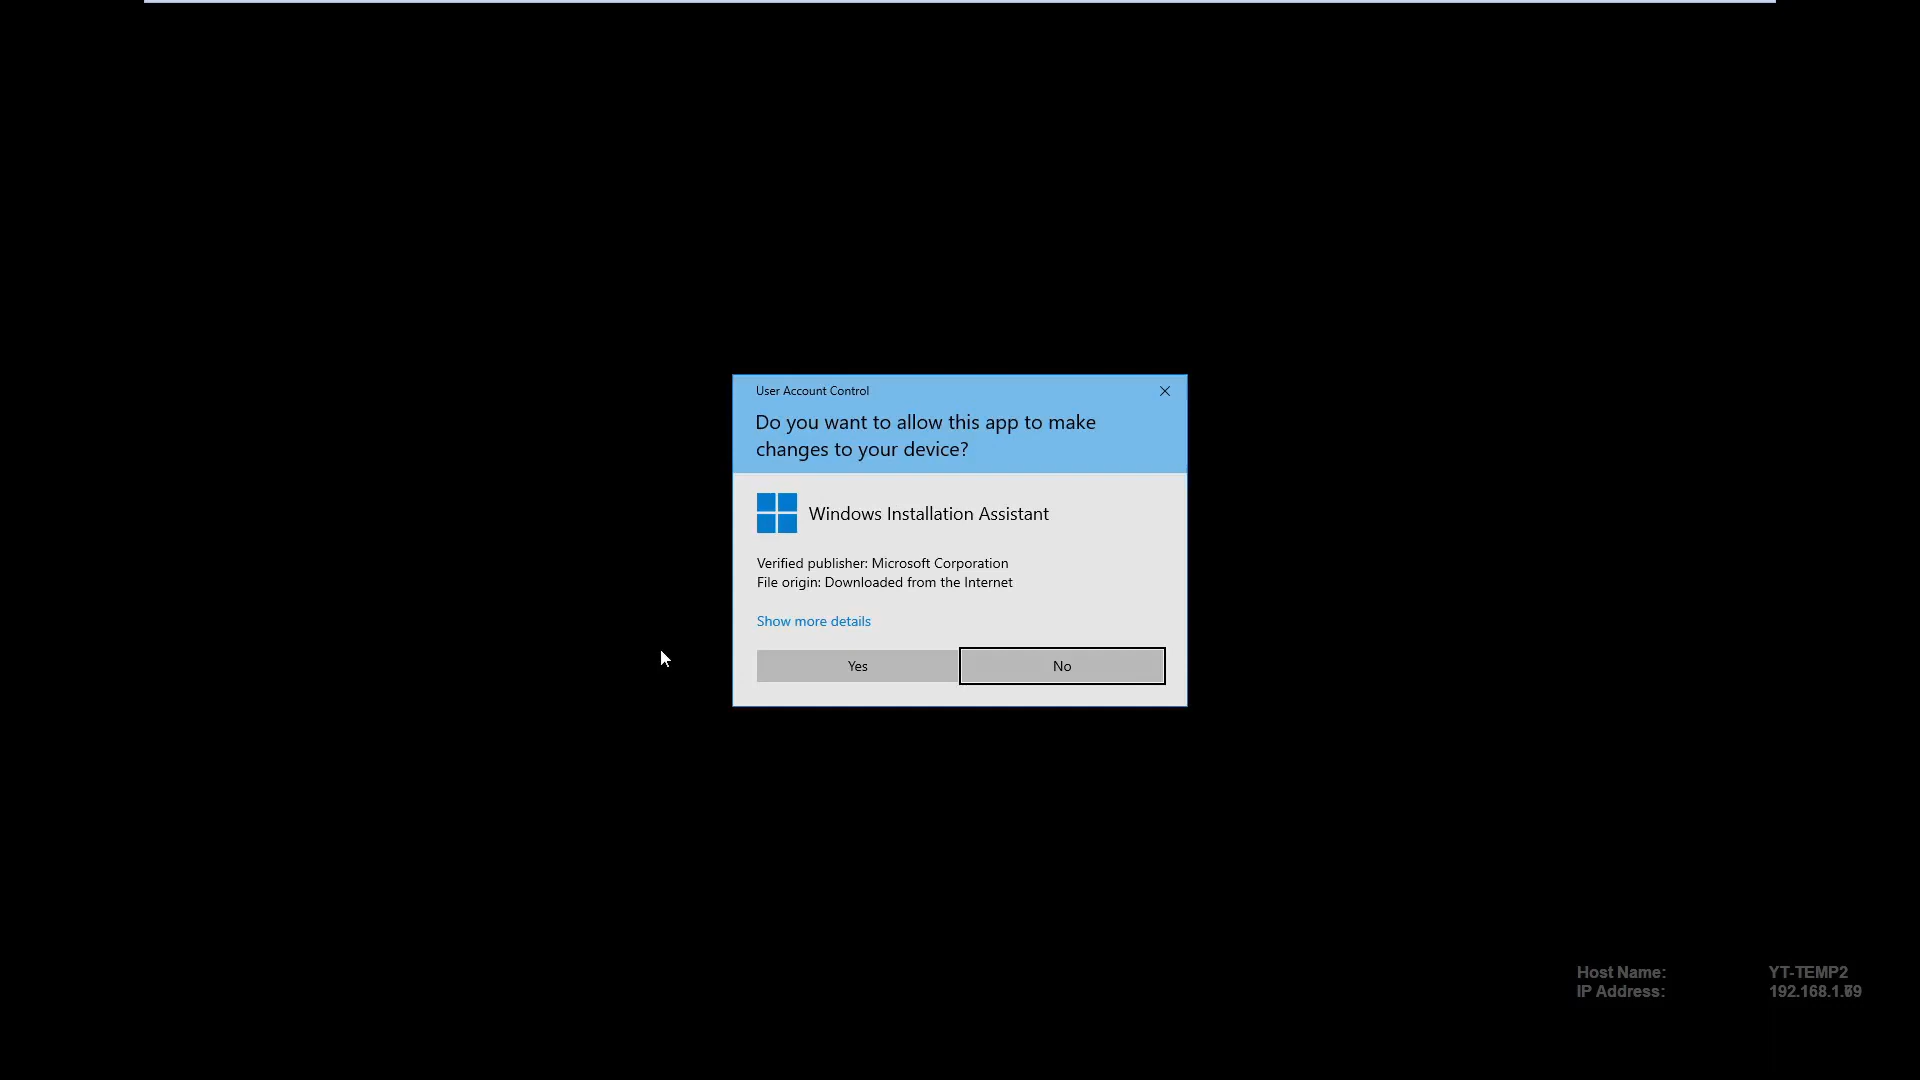 User Account Control
Do you want to allow this app to make
changes to your device?
Windows Installation Assistant
Verified publisher: Microsoft Corporation
File origin: Downloaded from the Internet
Show more details
Yes
No
Host Name: YT-TEMP2
IP Address: